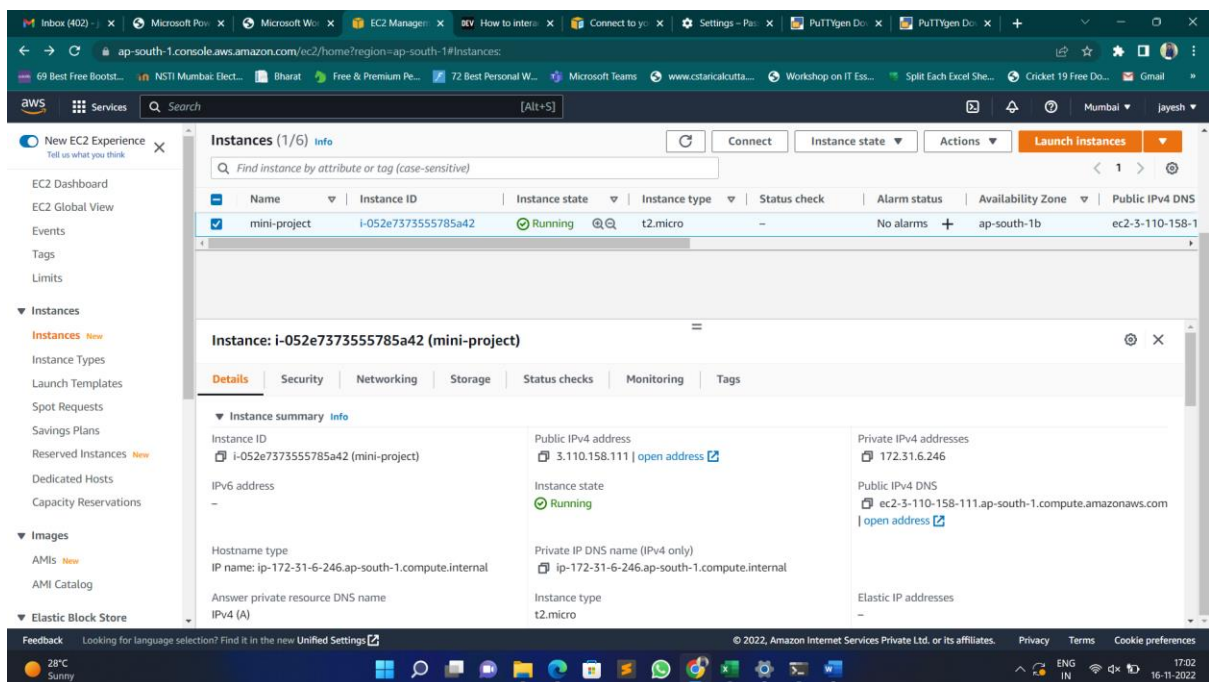 Inbox (402) - j
Microsoft Pow
Microsoft Wor
EC2 Managem
DEV How to intera
Connect to yo
Settings – Pas
PuTTYgen Dov
PuTTYgen Dov
ap-south-1.console.aws.amazon.com/ec2/home?region=ap-south-1#Instances:
69 Best Free Bootst... NSTI Mumbai: Elect... Bharat Free & Premium Pe... 72 Best Personal W... Microsoft Teams www.cstaricalcutta.... Workshop on IT Ess... Split Each Excel She... Cricket 19 Free Do... Gmail »
aws Services Search [Alt+S] Mumbai ▼ jayesh ▼
New EC2 Experience
Tell us what you think
EC2 Dashboard
EC2 Global View
Events
Tags
Limits
▼ Instances
Instances New
Instance Types
Launch Templates
Spot Requests
Savings Plans
Reserved Instances New
Dedicated Hosts
Capacity Reservations
▼ Images
AMIs New
AMI Catalog
▼ Elastic Block Store
Instances (1/6) Info
Connect Instance state ▼ Actions ▼ Launch instances ▼
Find instance by attribute or tag (case-sensitive)
< 1 >
Name Instance ID Instance state Instance type Status check Alarm status Availability Zone Public IPv4 DNS
mini-project i-052e7373555785a42 Running t2.micro – No alarms + ap-south-1b ec2-3-110-158-1
Instance: i-052e7373555785a42 (mini-project)
Details Security Networking Storage Status checks Monitoring Tags
▼ Instance summary Info
Instance ID
i-052e7373555785a42 (mini-project)
Public IPv4 address
3.110.158.111 | open address
Private IPv4 addresses
172.31.6.246
IPv6 address
–
Instance state
Running
Public IPv4 DNS
ec2-3-110-158-111.ap-south-1.compute.amazonaws.com
| open address
Hostname type
IP name: ip-172-31-6-246.ap-south-1.compute.internal
Private IP DNS name (IPv4 only)
ip-172-31-6-246.ap-south-1.compute.internal
Answer private resource DNS name
IPv4 (A)
Instance type
t2.micro
Elastic IP addresses
–
Feedback Looking for language selection? Find it in the new Unified Settings © 2022, Amazon Internet Services Private Ltd. or its affiliates. Privacy Terms Cookie preferences
28°C
Sunny
ENG
IN
17:02
16-11-2022